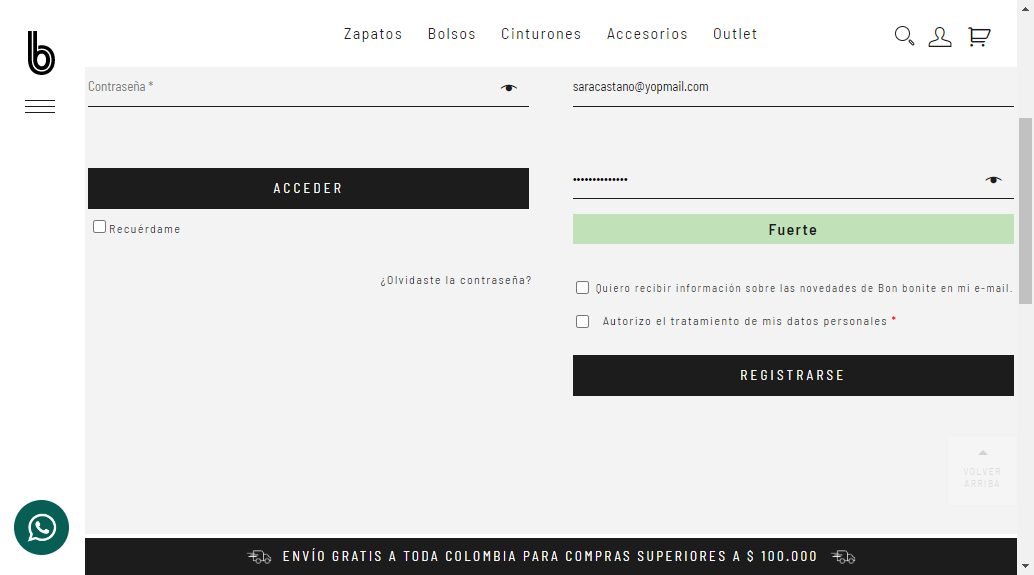 b
Zapatos Bolsos Cinturones Accesorios Outlet
Contraseña *
ACCEDER
Recuérdame
¿Olvidaste la contraseña?
saracastano@yopmail.com
••••••••••••••
Fuerte
Quiero recibir información sobre las novedades de Bon bonite en mi e-mail.
Autorizo el tratamiento de mis datos personales *
REGISTRARSE
VOLVER
ARRIBA
ENVÍO GRATIS A TODA COLOMBIA PARA COMPRAS SUPERIORES A $ 100.000